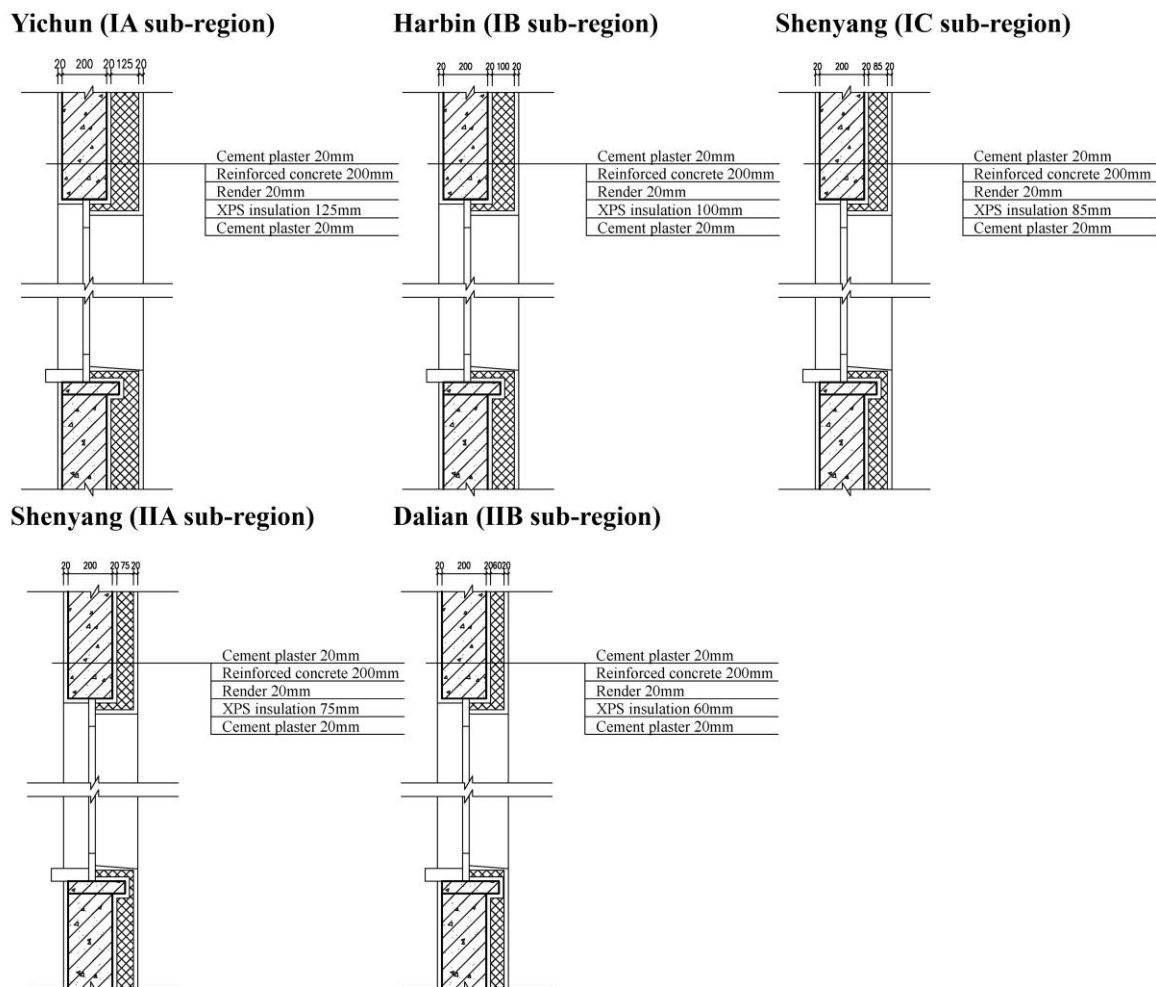 Yichun (IA sub-region)
20 200 20 125 20
Cement plaster 20mm
Reinforced concrete 200mm
Render 20mm
XPS insulation 125mm
Cement plaster 20mm
Harbin (IB sub-region)
20 200 20 100 20
Cement plaster 20mm
Reinforced concrete 200mm
Render 20mm
XPS insulation 100mm
Cement plaster 20mm
Shenyang (IC sub-region)
20 200 20 85 20
Cement plaster 20mm
Reinforced concrete 200mm
Render 20mm
XPS insulation 85mm
Cement plaster 20mm
Shenyang (IIA sub-region)
20 200 20 75 20
Cement plaster 20mm
Reinforced concrete 200mm
Render 20mm
XPS insulation 75mm
Cement plaster 20mm
Dalian (IIB sub-region)
20 200 20 60 20
Cement plaster 20mm
Reinforced concrete 200mm
Render 20mm
XPS insulation 60mm
Cement plaster 20mm